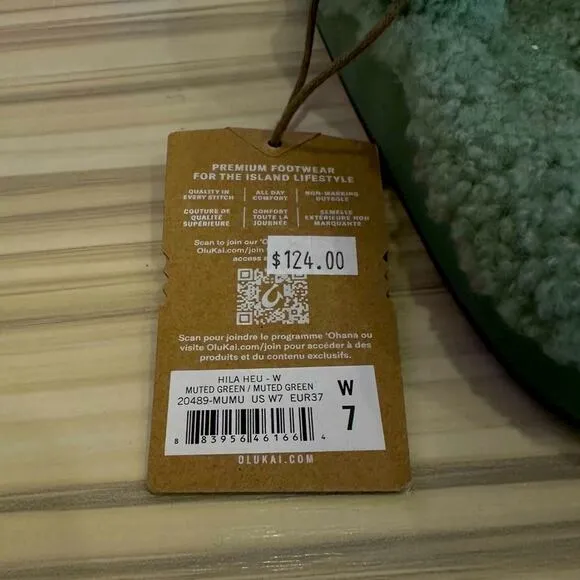 PREMIUM FOOTWEAR
FOR THE ISLAND LIFESTYLE
QUALITY IN
EVERY STITCH
ALL DAY
COMFORT
NON-MARKING
OUTSOLE
COUTURE DE
QUALITÉ
SUPÉRIEURE
CONFORT
TOUTE LA
JOURNÉE
SEMELLE
EXTÉRIEURE NON
MARQUANTE
Scan to join our 'O
OluKai.com/join
access a
$124.00
Scan pour joindre le programme 'Ohana ou
visite OluKai.com/join pour accéder à des
produits et du contenu exclusifs.
HILA HEU - W
MUTED GREEN / MUTED GREEN
20489-MUMU US W7 EUR37
W
7
8 83956 46166 4
OLUKAI.COM